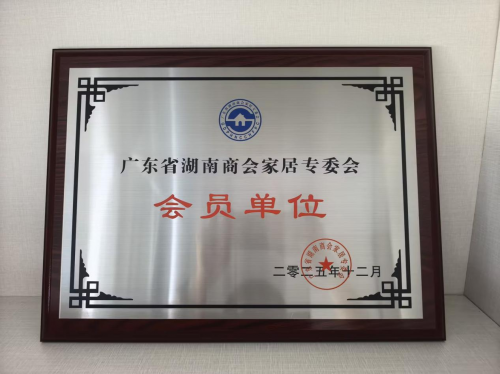 广东省湖南商会家居专委会
会员单位
二零二五年十二月